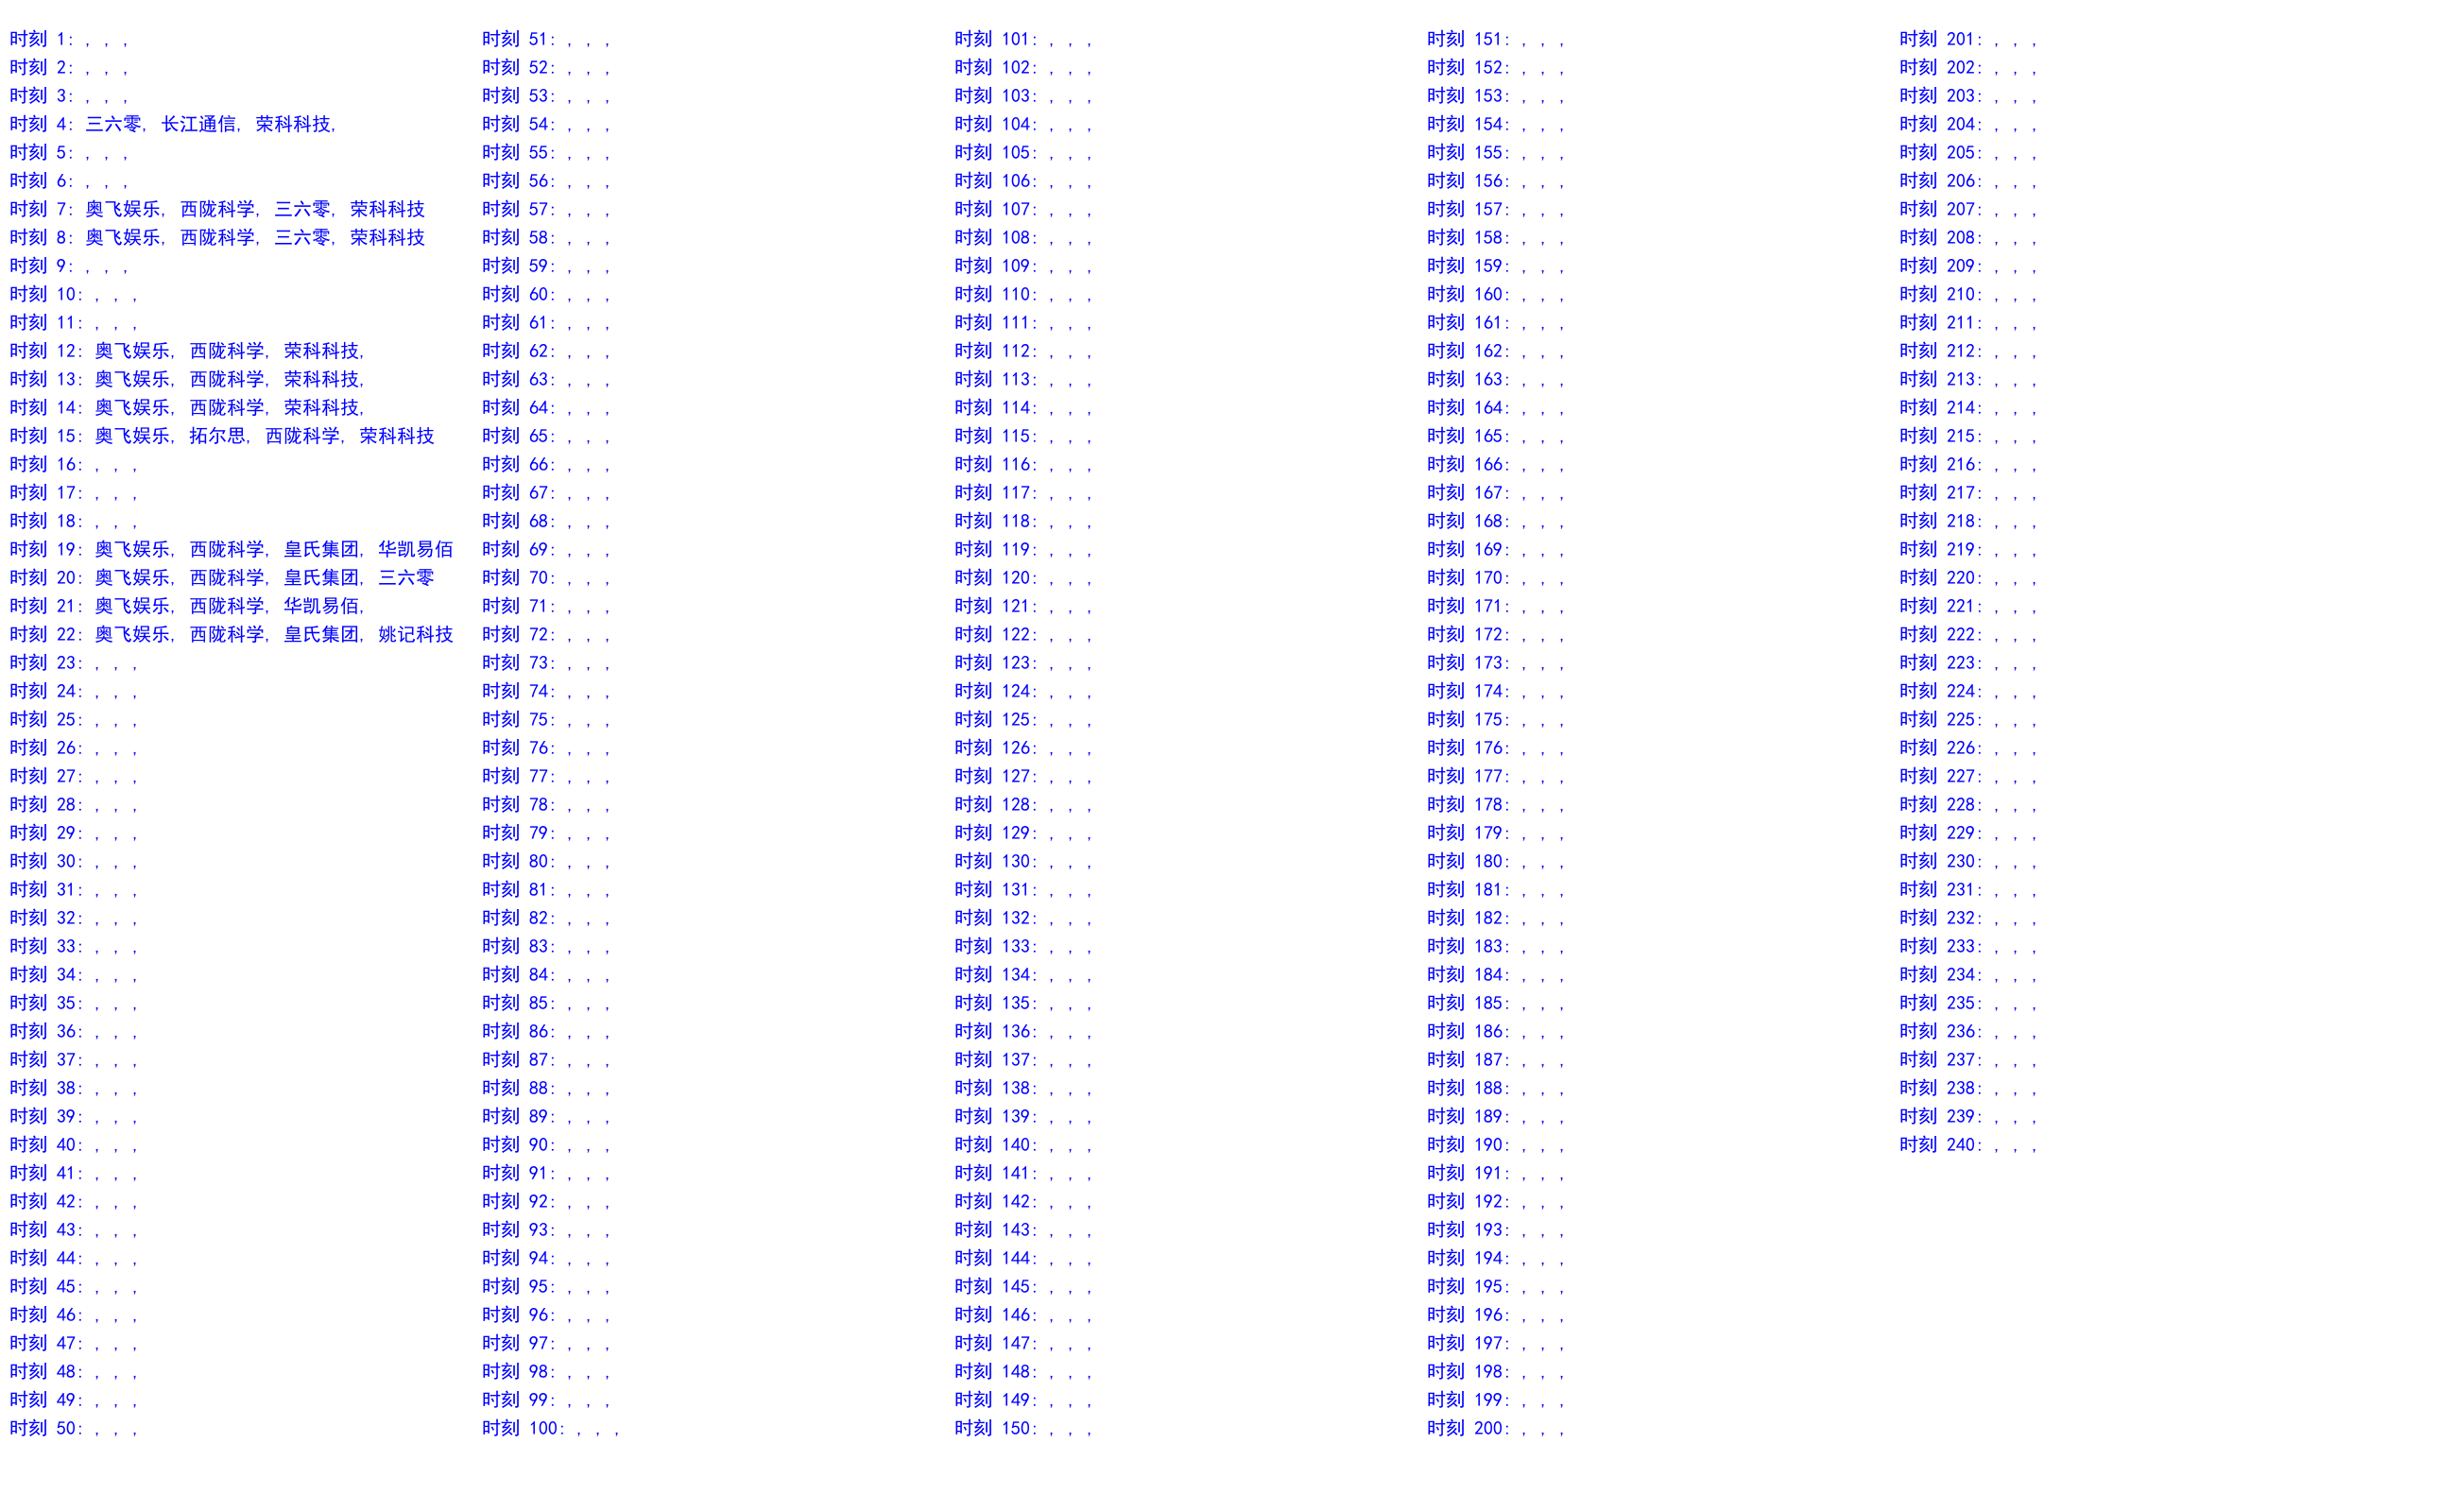 时刻 1: , , ,
时刻 2: , , ,
时刻 3: , , ,
时刻 4: 三六零, 长江通信, 荣科科技,
时刻 5: , , ,
时刻 6: , , ,
时刻 7: 奥飞娱乐, 西陇科学, 三六零, 荣科科技
时刻 8: 奥飞娱乐, 西陇科学, 三六零, 荣科科技
时刻 9: , , ,
时刻 10: , , ,
时刻 11: , , ,
时刻 12: 奥飞娱乐, 西陇科学, 荣科科技,
时刻 13: 奥飞娱乐, 西陇科学, 荣科科技,
时刻 14: 奥飞娱乐, 西陇科学, 荣科科技,
时刻 15: 奥飞娱乐, 拓尔思, 西陇科学, 荣科科技
时刻 16: , , ,
时刻 17: , , ,
时刻 18: , , ,
时刻 19: 奥飞娱乐, 西陇科学, 皇氏集团, 华凯易佰
时刻 20: 奥飞娱乐, 西陇科学, 皇氏集团, 三六零
时刻 21: 奥飞娱乐, 西陇科学, 华凯易佰,
时刻 22: 奥飞娱乐, 西陇科学, 皇氏集团, 姚记科技
时刻 23: , , ,
时刻 24: , , ,
时刻 25: , , ,
时刻 26: , , ,
时刻 27: , , ,
时刻 28: , , ,
时刻 29: , , ,
时刻 30: , , ,
时刻 31: , , ,
时刻 32: , , ,
时刻 33: , , ,
时刻 34: , , ,
时刻 35: , , ,
时刻 36: , , ,
时刻 37: , , ,
时刻 38: , , ,
时刻 39: , , ,
时刻 40: , , ,
时刻 41: , , ,
时刻 42: , , ,
时刻 43: , , ,
时刻 44: , , ,
时刻 45: , , ,
时刻 46: , , ,
时刻 47: , , ,
时刻 48: , , ,
时刻 49: , , ,
时刻 50: , , ,
时刻 51: , , ,
时刻 52: , , ,
时刻 53: , , ,
时刻 54: , , ,
时刻 55: , , ,
时刻 56: , , ,
时刻 57: , , ,
时刻 58: , , ,
时刻 59: , , ,
时刻 60: , , ,
时刻 61: , , ,
时刻 62: , , ,
时刻 63: , , ,
时刻 64: , , ,
时刻 65: , , ,
时刻 66: , , ,
时刻 67: , , ,
时刻 68: , , ,
时刻 69: , , ,
时刻 70: , , ,
时刻 71: , , ,
时刻 72: , , ,
时刻 73: , , ,
时刻 74: , , ,
时刻 75: , , ,
时刻 76: , , ,
时刻 77: , , ,
时刻 78: , , ,
时刻 79: , , ,
时刻 80: , , ,
时刻 81: , , ,
时刻 82: , , ,
时刻 83: , , ,
时刻 84: , , ,
时刻 85: , , ,
时刻 86: , , ,
时刻 87: , , ,
时刻 88: , , ,
时刻 89: , , ,
时刻 90: , , ,
时刻 91: , , ,
时刻 92: , , ,
时刻 93: , , ,
时刻 94: , , ,
时刻 95: , , ,
时刻 96: , , ,
时刻 97: , , ,
时刻 98: , , ,
时刻 99: , , ,
时刻 100: , , ,
时刻 101: , , ,
时刻 102: , , ,
时刻 103: , , ,
时刻 104: , , ,
时刻 105: , , ,
时刻 106: , , ,
时刻 107: , , ,
时刻 108: , , ,
时刻 109: , , ,
时刻 110: , , ,
时刻 111: , , ,
时刻 112: , , ,
时刻 113: , , ,
时刻 114: , , ,
时刻 115: , , ,
时刻 116: , , ,
时刻 117: , , ,
时刻 118: , , ,
时刻 119: , , ,
时刻 120: , , ,
时刻 121: , , ,
时刻 122: , , ,
时刻 123: , , ,
时刻 124: , , ,
时刻 125: , , ,
时刻 126: , , ,
时刻 127: , , ,
时刻 128: , , ,
时刻 129: , , ,
时刻 130: , , ,
时刻 131: , , ,
时刻 132: , , ,
时刻 133: , , ,
时刻 134: , , ,
时刻 135: , , ,
时刻 136: , , ,
时刻 137: , , ,
时刻 138: , , ,
时刻 139: , , ,
时刻 140: , , ,
时刻 141: , , ,
时刻 142: , , ,
时刻 143: , , ,
时刻 144: , , ,
时刻 145: , , ,
时刻 146: , , ,
时刻 147: , , ,
时刻 148: , , ,
时刻 149: , , ,
时刻 150: , , ,
时刻 151: , , ,
时刻 152: , , ,
时刻 153: , , ,
时刻 154: , , ,
时刻 155: , , ,
时刻 156: , , ,
时刻 157: , , ,
时刻 158: , , ,
时刻 159: , , ,
时刻 160: , , ,
时刻 161: , , ,
时刻 162: , , ,
时刻 163: , , ,
时刻 164: , , ,
时刻 165: , , ,
时刻 166: , , ,
时刻 167: , , ,
时刻 168: , , ,
时刻 169: , , ,
时刻 170: , , ,
时刻 171: , , ,
时刻 172: , , ,
时刻 173: , , ,
时刻 174: , , ,
时刻 175: , , ,
时刻 176: , , ,
时刻 177: , , ,
时刻 178: , , ,
时刻 179: , , ,
时刻 180: , , ,
时刻 181: , , ,
时刻 182: , , ,
时刻 183: , , ,
时刻 184: , , ,
时刻 185: , , ,
时刻 186: , , ,
时刻 187: , , ,
时刻 188: , , ,
时刻 189: , , ,
时刻 190: , , ,
时刻 191: , , ,
时刻 192: , , ,
时刻 193: , , ,
时刻 194: , , ,
时刻 195: , , ,
时刻 196: , , ,
时刻 197: , , ,
时刻 198: , , ,
时刻 199: , , ,
时刻 200: , , ,
时刻 201: , , ,
时刻 202: , , ,
时刻 203: , , ,
时刻 204: , , ,
时刻 205: , , ,
时刻 206: , , ,
时刻 207: , , ,
时刻 208: , , ,
时刻 209: , , ,
时刻 210: , , ,
时刻 211: , , ,
时刻 212: , , ,
时刻 213: , , ,
时刻 214: , , ,
时刻 215: , , ,
时刻 216: , , ,
时刻 217: , , ,
时刻 218: , , ,
时刻 219: , , ,
时刻 220: , , ,
时刻 221: , , ,
时刻 222: , , ,
时刻 223: , , ,
时刻 224: , , ,
时刻 225: , , ,
时刻 226: , , ,
时刻 227: , , ,
时刻 228: , , ,
时刻 229: , , ,
时刻 230: , , ,
时刻 231: , , ,
时刻 232: , , ,
时刻 233: , , ,
时刻 234: , , ,
时刻 235: , , ,
时刻 236: , , ,
时刻 237: , , ,
时刻 238: , , ,
时刻 239: , , ,
时刻 240: , , ,